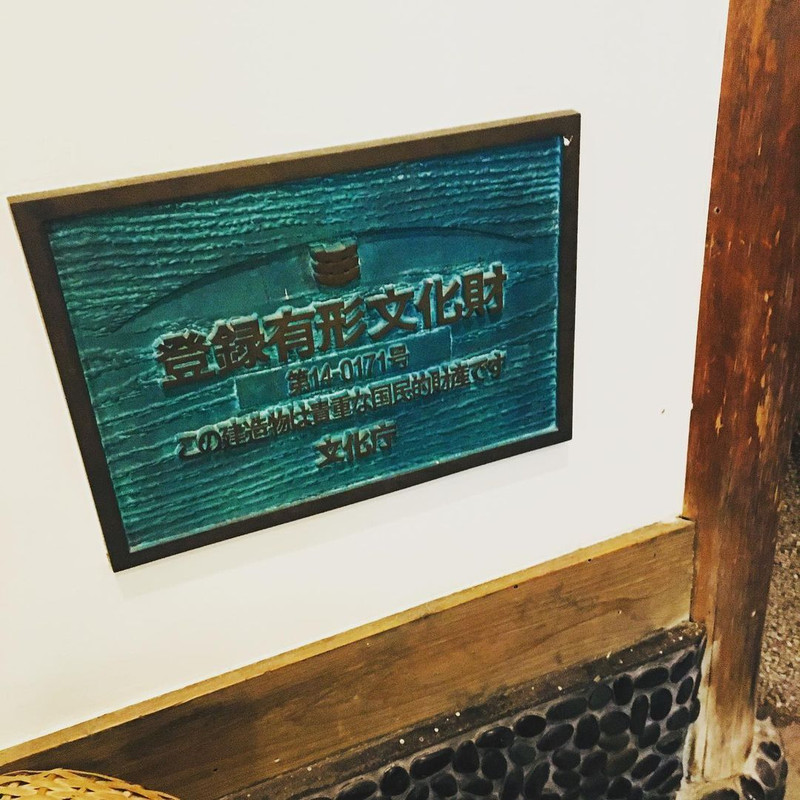 登録有形文化財
第14-0171号
この建造物は貴重な国民的財産です
文化庁